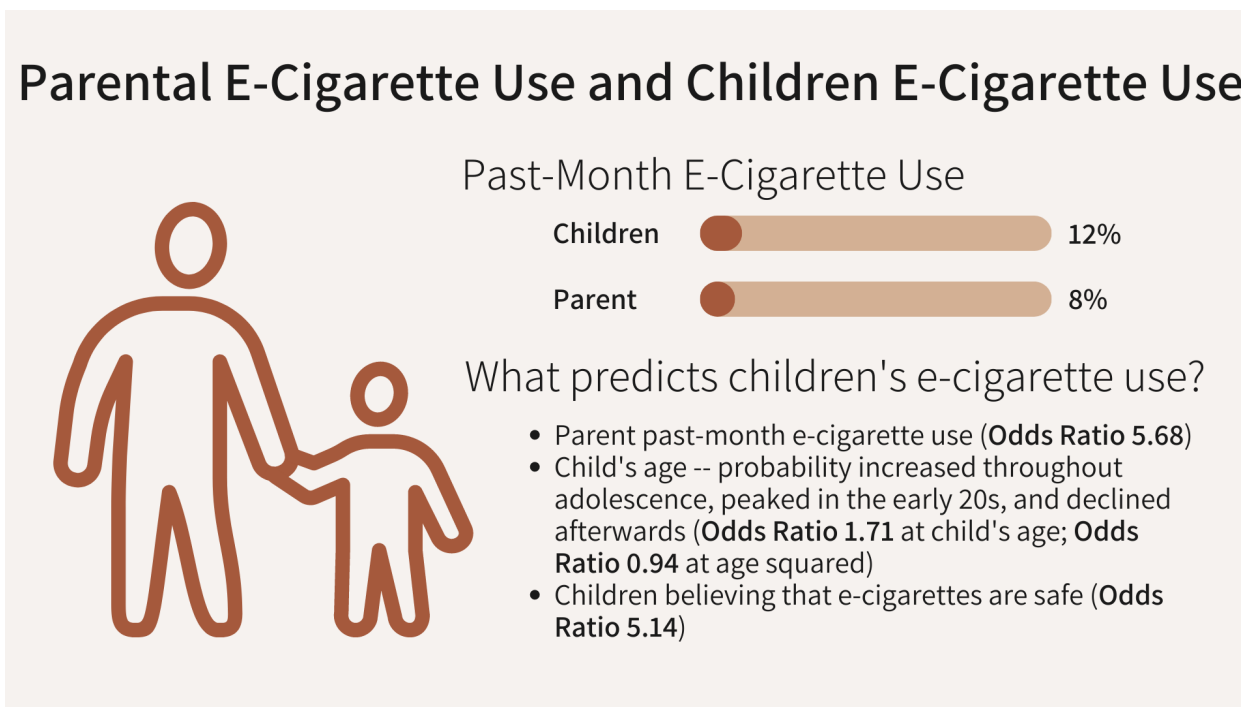 Parental E-Cigarette Use and Children E-Cigarette Use
Past-Month E-Cigarette Use
Children 12%
Parent 8%
What predicts children's e-cigarette use?
• Parent past-month e-cigarette use (Odds Ratio 5.68)
• Child's age -- probability increased throughout
adolescence, peaked in the early 20s, and declined
afterwards (Odds Ratio 1.71 at child's age; Odds
Ratio 0.94 at age squared)
• Children believing that e-cigarettes are safe (Odds
Ratio 5.14)